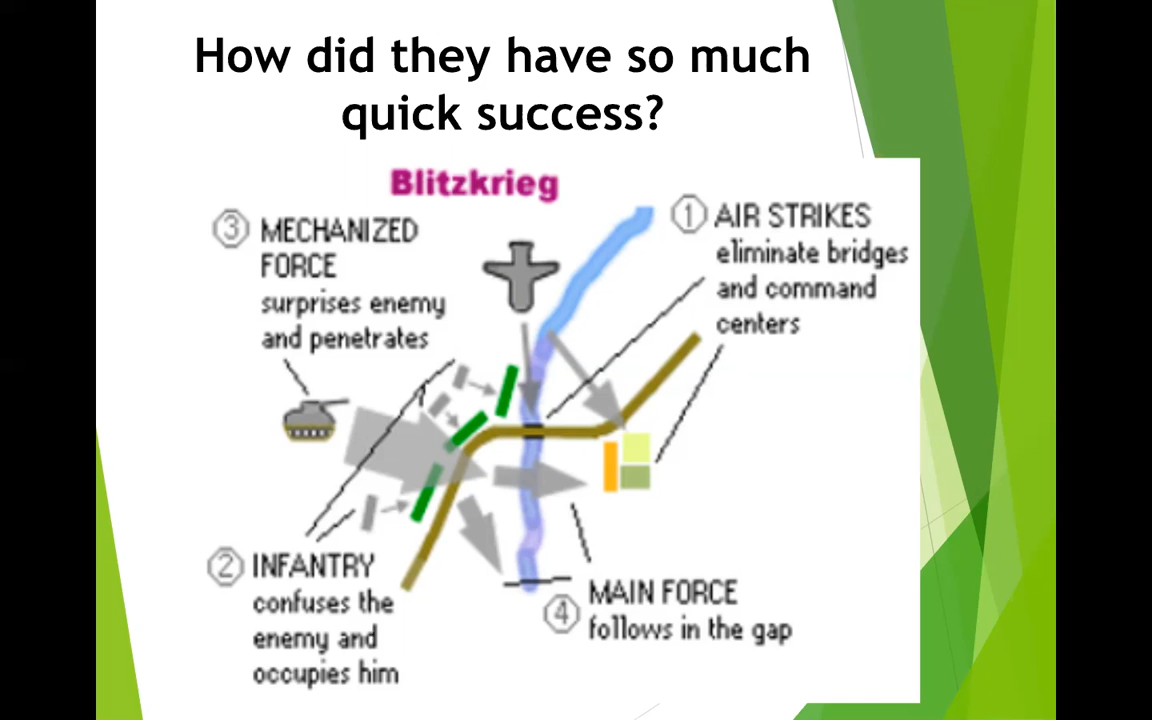 How did they have so much
quick success?
Blitzkrieg
① AIR STRIKES
eliminate bridges
and command
centers
② INFANTRY
confuses the
enemy and
occupies him
③ MECHANIZED
FORCE
surprises enemy
and penetrates
④ MAIN FORCE
follows in the gap